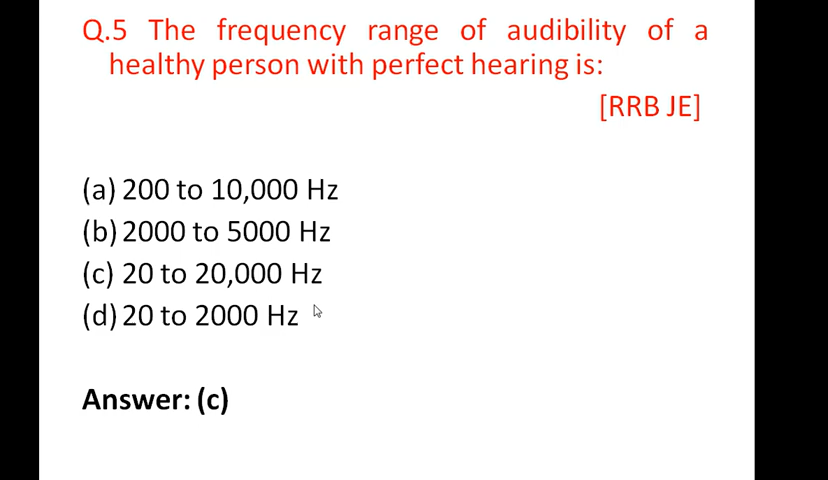 Q.5 The frequency range of audibility of a
healthy person with perfect hearing is:
[RRB JE]
(a) 200 to 10,000 Hz
(b) 2000 to 5000 Hz
(c) 20 to 20,000 Hz
(d) 20 to 2000 Hz
Answer: (c)